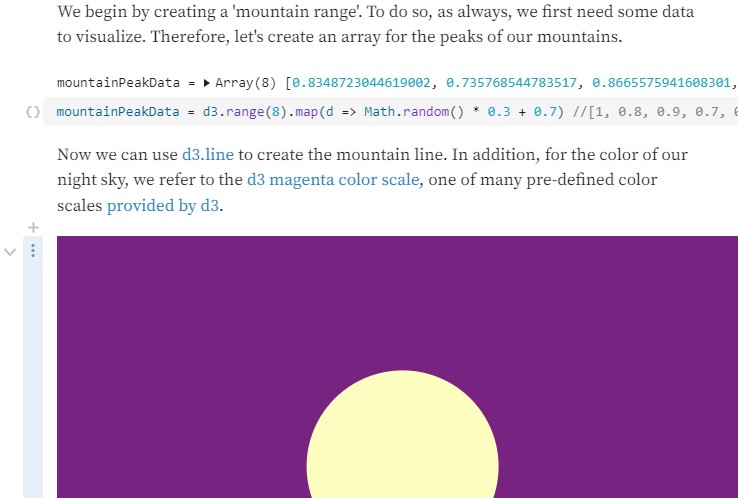 We begin by creating a 'mountain range'. To do so, as always, we first need some data
to visualize. Therefore, let's create an array for the peaks of our mountains.
mountainPeakData = ▶ Array(8) [0.8348723044619002, 0.735768544783517, 0.8665575941608301,
{} mountainPeakData = d3.range(8).map(d => Math.random() * 0.3 + 0.7) //[1, 0.8, 0.9, 0.7,
Now we can use d3.line to create the mountain line. In addition, for the color of our
night sky, we refer to the d3 magenta color scale, one of many pre-defined color
scales provided by d3.